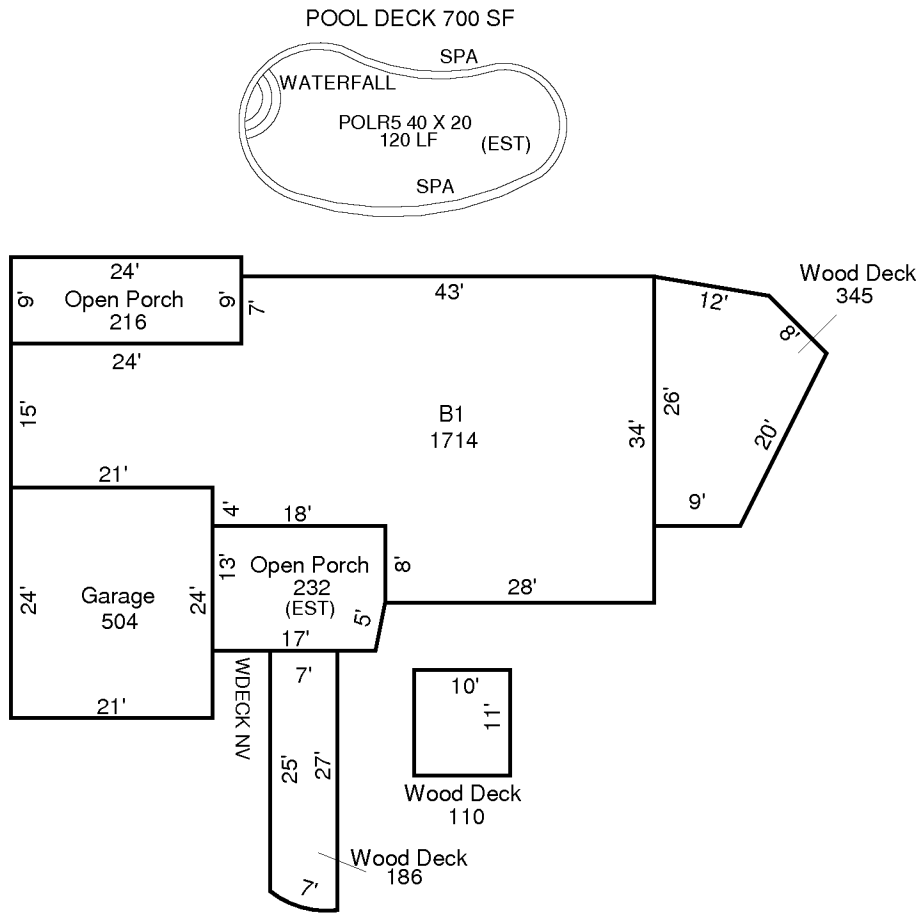 POOL DECK 700 SF
SPA
WATERFALL
POLR5 40 X 20
120 LF
(EST)
SPA
24'
9'
Open Porch
216
9'
7'
24'
43'
12'
Wood Deck
345
8'
15'
B1
1714
34'
26'
20'
21'
4'
18'
9'
13'
Open Porch
232
(EST)
8'
5'
17'
28'
24'
Garage
504
24'
21'
WDECK NV
7'
25'
27'
7'
Wood Deck
186
10'
11'
Wood Deck
110